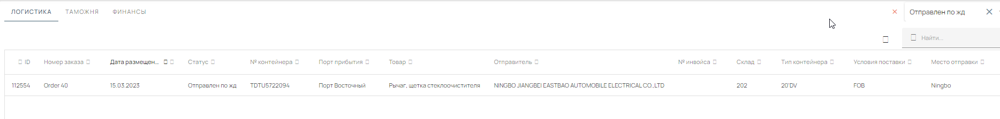 ЛОГИСТИКА ТАМОЖНЯ ФИНАНСЫ Отправлен по жд
Найти...
ID Номер заказа Дата размещен... Статус № контейнера Порт прибытия Товар Отправитель № инвойса Склад Тип контейнера Условия поставки Место отправки
112554 Order 40 15.03.2023 Отправлен по жд TDTU5722094 Порт Восточный Рычаг, щетка стеклоочистителя NINGBO JIANGBEI EASTBAO AUTOMOBILE ELECTRICAL CO.,LTD 202 20'DV FOB Ningbo